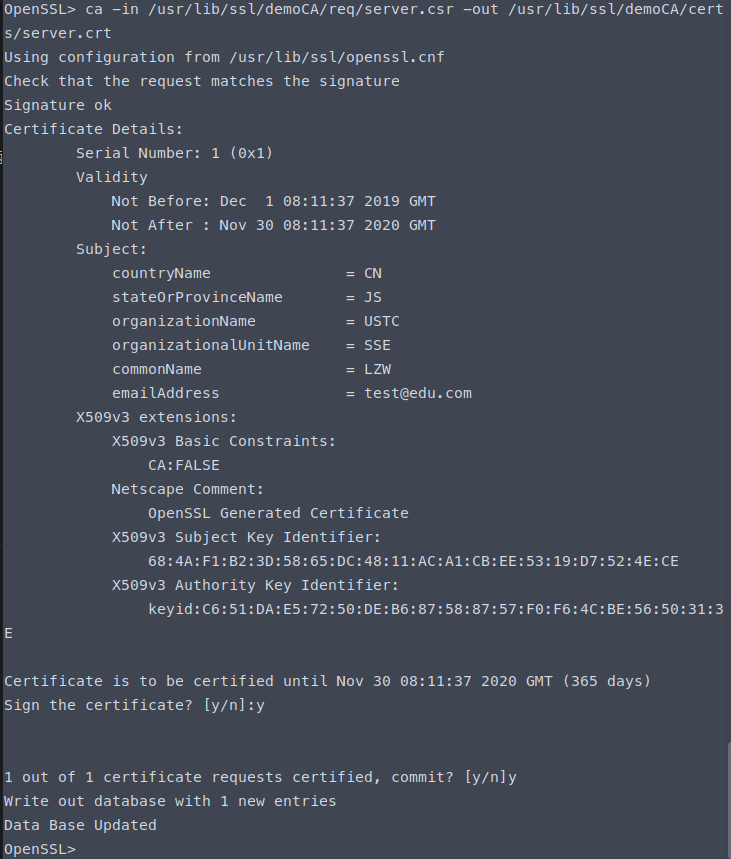 OpenSSL> ca -in /usr/lib/ssl/demoCA/req/server.csr -out /usr/lib/ssl/demoCA/cert
s/server.crt
Using configuration from /usr/lib/ssl/openssl.cnf
Check that the request matches the signature
Signature ok
Certificate Details:
        Serial Number: 1 (0x1)
        Validity
            Not Before: Dec  1 08:11:37 2019 GMT
            Not After : Nov 30 08:11:37 2020 GMT
        Subject:
            countryName               = CN
            stateOrProvinceName       = JS
            organizationName          = USTC
            organizationalUnitName    = SSE
            commonName                = LZW
            emailAddress              = test@edu.com
        X509v3 extensions:
            X509v3 Basic Constraints:
                CA:FALSE
            Netscape Comment:
                OpenSSL Generated Certificate
            X509v3 Subject Key Identifier:
                68:4A:F1:B2:3D:58:65:DC:48:11:AC:A1:CB:EE:53:19:D7:52:4E:CE
            X509v3 Authority Key Identifier:
                keyid:C6:51:DA:E5:72:50:DE:B6:87:58:87:57:F0:F6:4C:BE:56:50:31:3
E
Certificate is to be certified until Nov 30 08:11:37 2020 GMT (365 days)
Sign the certificate? [y/n]:y
1 out of 1 certificate requests certified, commit? [y/n]y
Write out database with 1 new entries
Data Base Updated
OpenSSL>